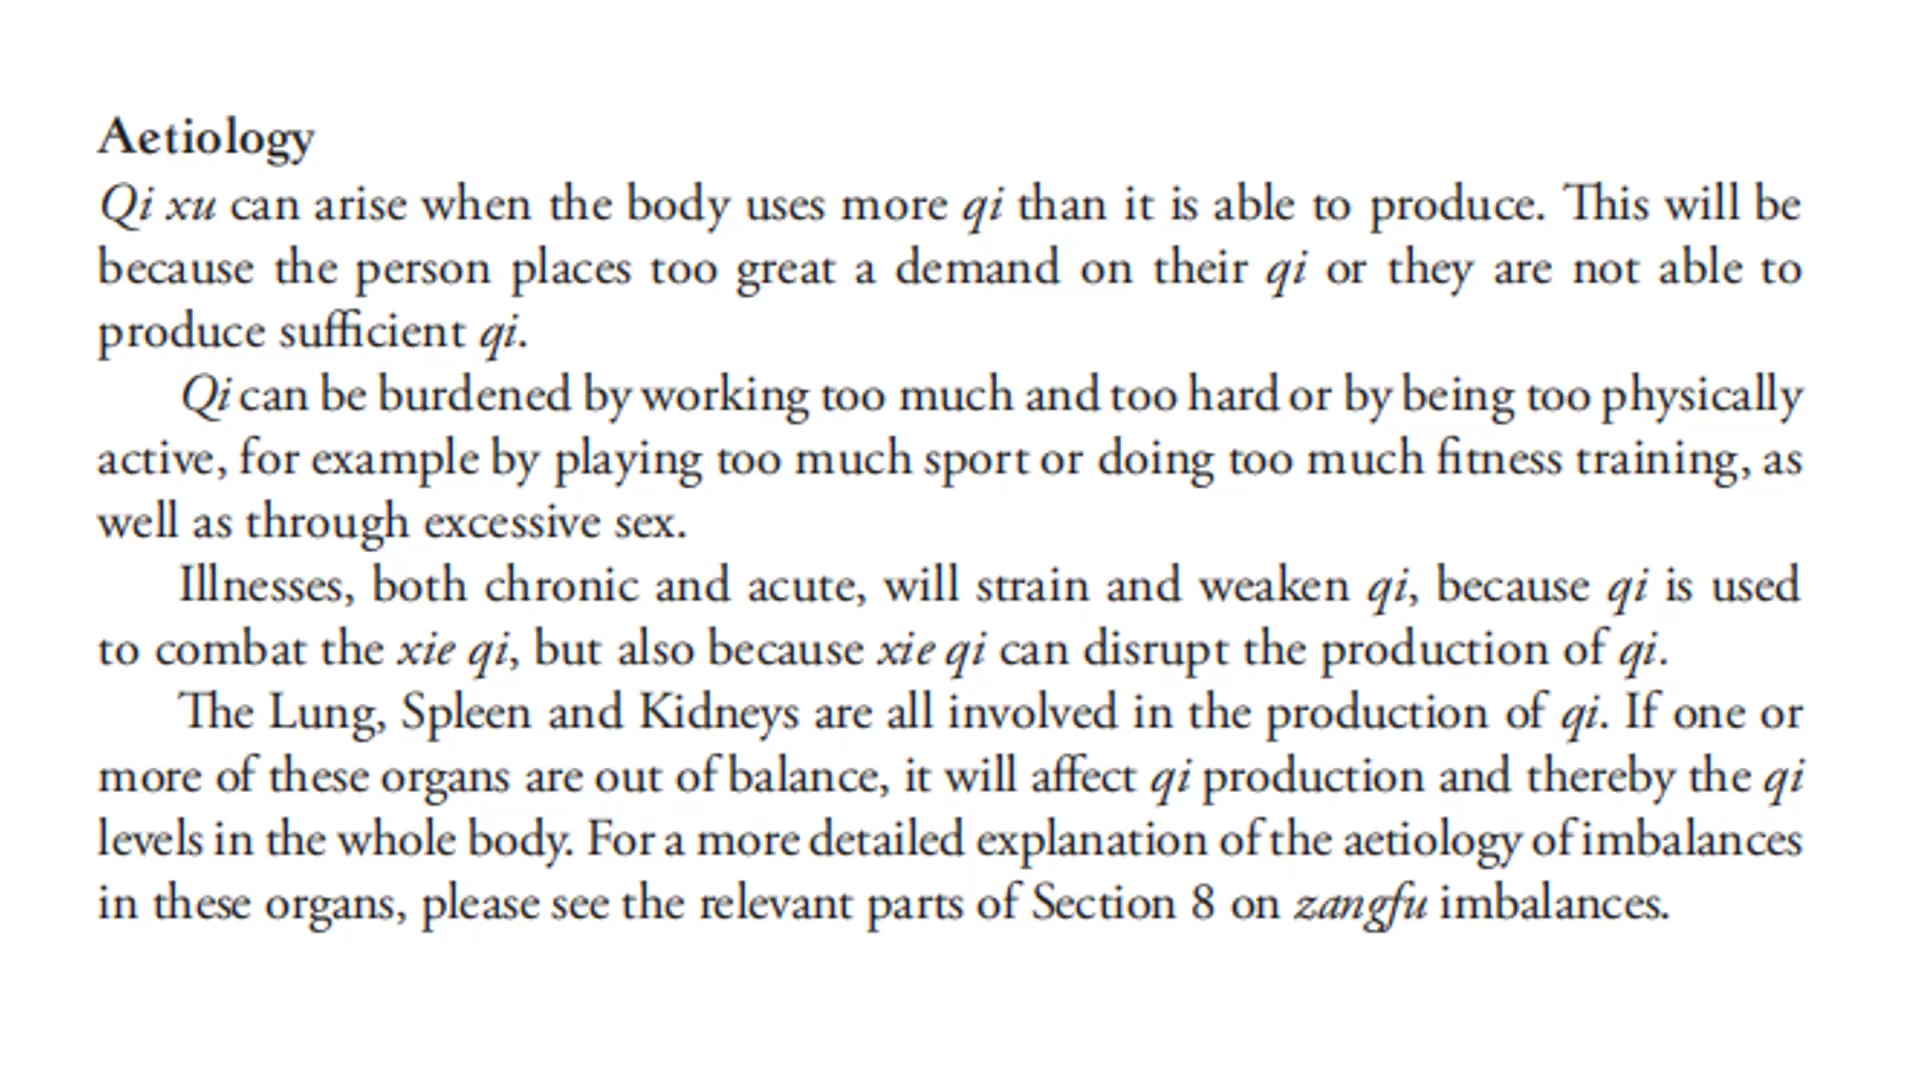 Aetiology
Qi xu can arise when the body uses more qi than it is able to produce. This will be
because the person places too great a demand on their qi or they are not able to
produce sufficient qi.
Qi can be burdened by working too much and too hard or by being too physically
active, for example by playing too much sport or doing too much fitness training, as
well as through excessive sex.
Illnesses, both chronic and acute, will strain and weaken qi, because qi is used
to combat the xie qi, but also because xie qi can disrupt the production of qi.
The Lung, Spleen and Kidneys are all involved in the production of qi. If one or
more of these organs are out of balance, it will affect qi production and thereby the qi
levels in the whole body. For a more detailed explanation of the aetiology of imbalances
in these organs, please see the relevant parts of Section 8 on zangfu imbalances.